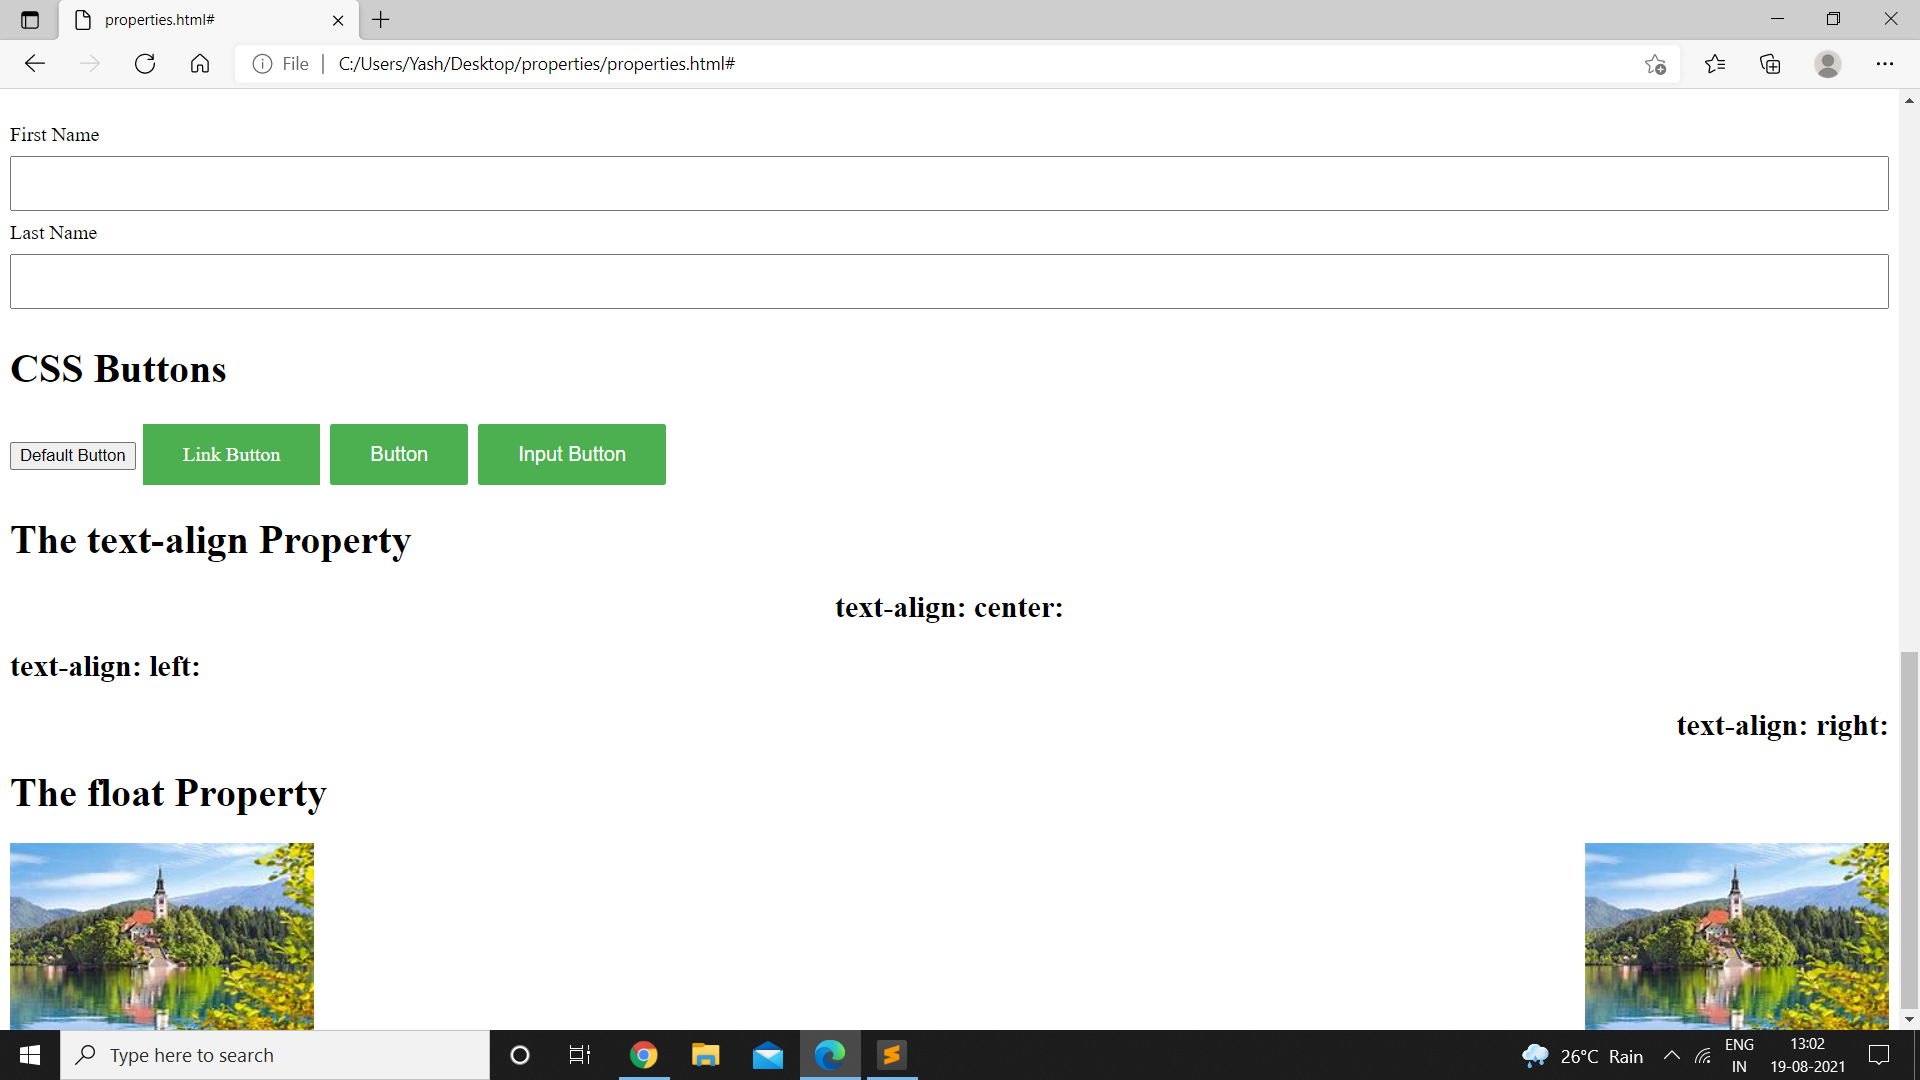 properties.html#
File
C:/Users/Yash/Desktop/properties/properties.html#
First Name
Last Name
CSS Buttons
Default Button Link Button Button Input Button
The text-align Property
text-align: center:
text-align: left:
text-align: right:
The float Property
Type here to search
26°C Rain
ENG
IN
13:02
19-08-2021